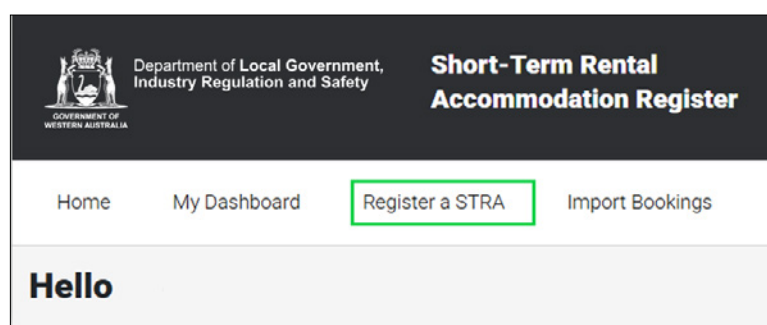 GOVERNMENT OF
WESTERN AUSTRALIA
Department of Local Government,
Industry Regulation and Safety
Short-Term Rental
Accommodation Register
Home My Dashboard Register a STRA Import Bookings
Hello